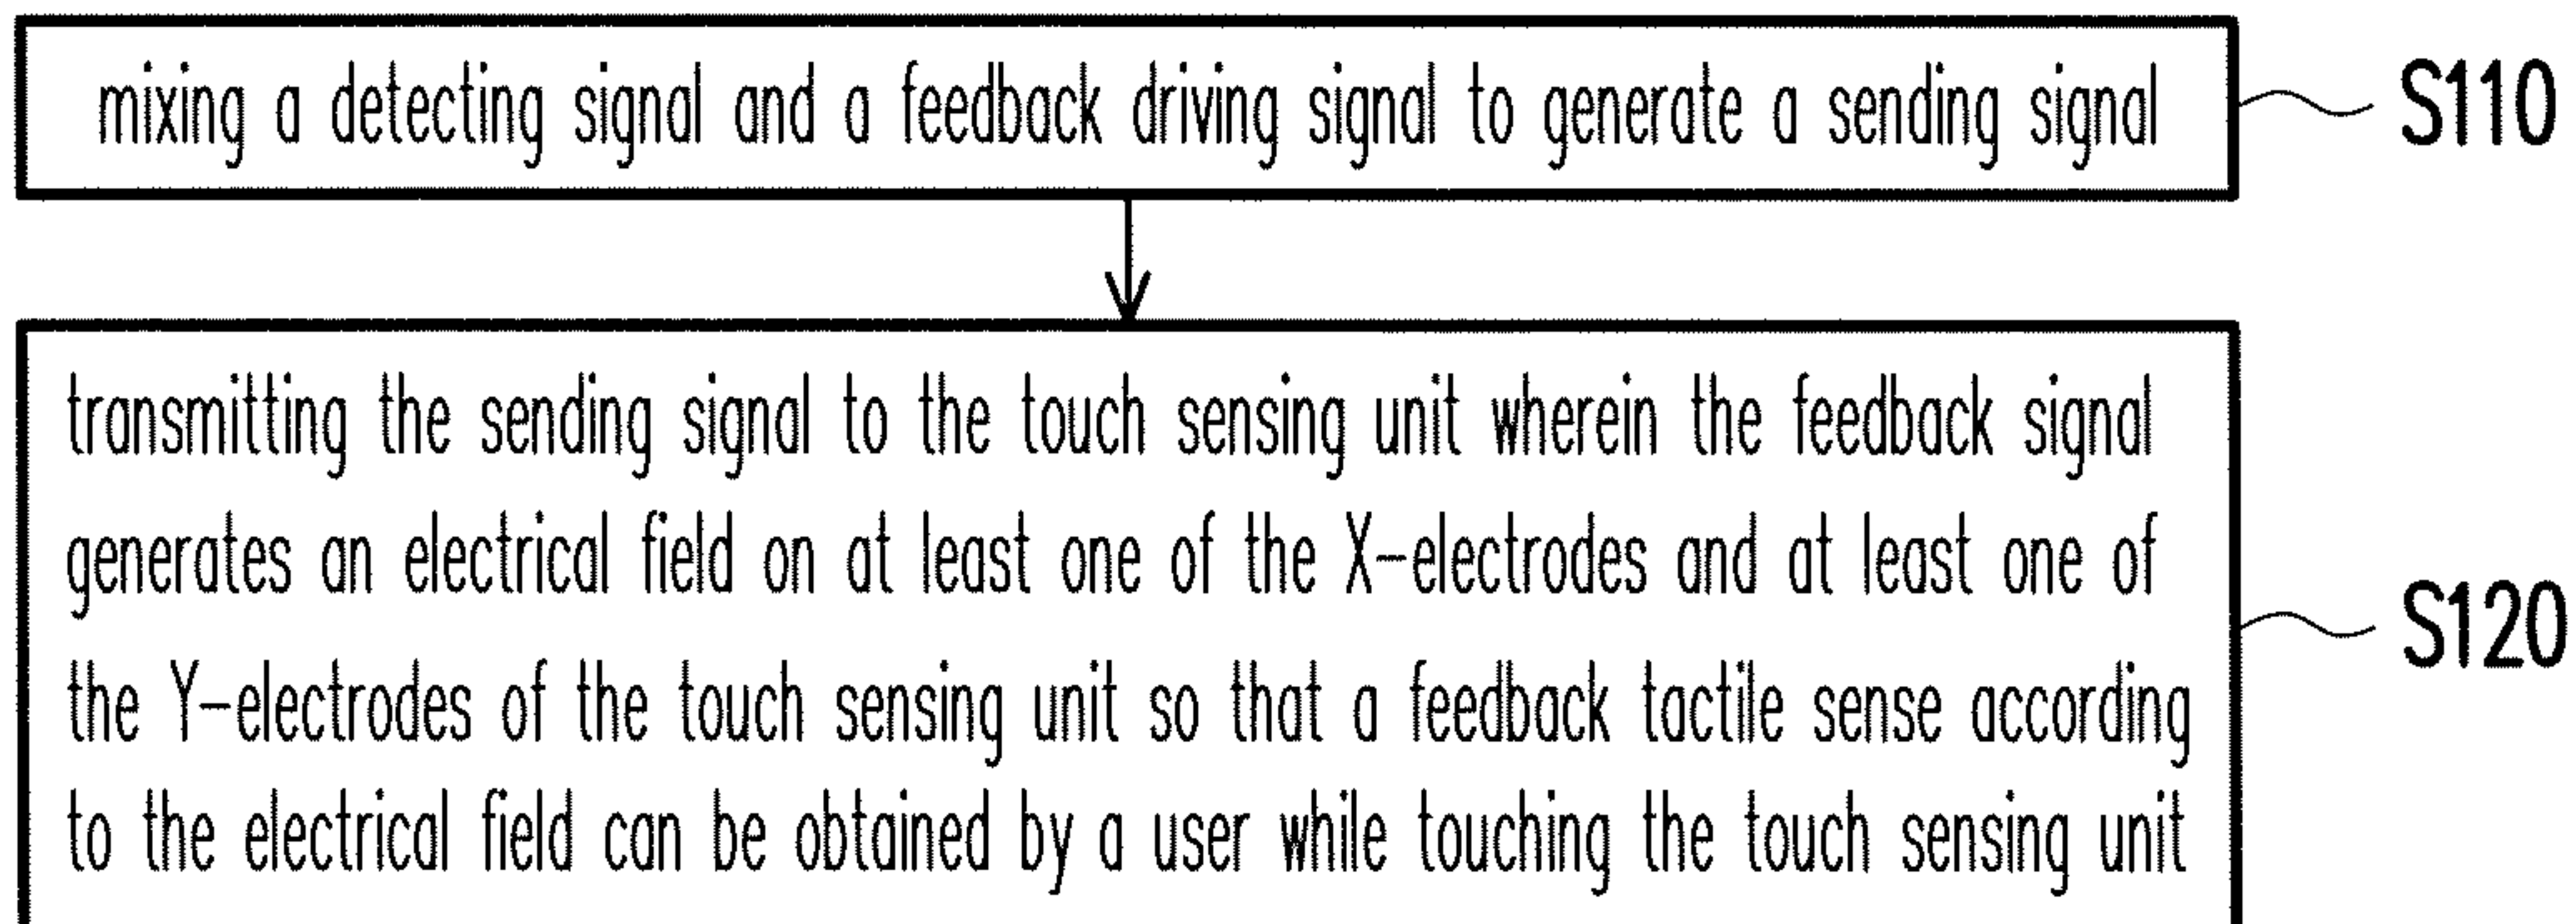 mixing a detecting signal and a feedback driving signal to generate a sending signal
S110
transmitting the sending signal to the touch sensing unit wherein the feedback signal
generates an electrical field on at least one of the X-electrodes and at least one of
the Y-electrodes of the touch sensing unit so that a feedback tactile sense according
to the electrical field can be obtained by a user while touching the touch sensing unit
S120